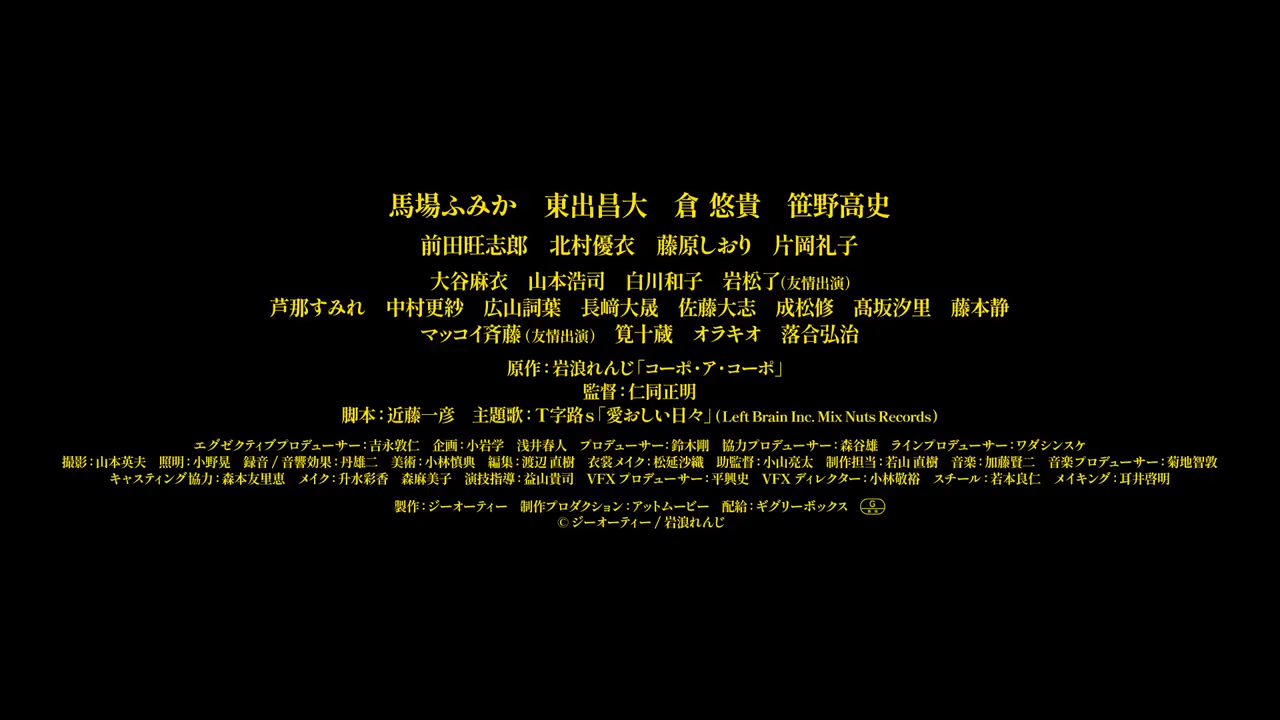 馬場ふみか　東出昌大　倉 悠貴　笹野高史
前田旺志郎　北村優衣　藤原しおり　片岡礼子
大谷麻衣　山本浩司　白川和子　岩松了(友情出演)
芦那すみれ　中村更紗　広山詞葉　長﨑大晟　佐藤大志　成松修　髙坂汐里　藤本静
マッコイ斉藤(友情出演)　筧十蔵　オラキオ　落合弘治
原作：岩浪れんじ「コーポ・ア・コーポ」
監督：仁同正明
脚本：近藤一彦　主題歌：T字路s「愛おしい日々」(Left Brain Inc. Mix Nuts Records)
エグゼクティブプロデューサー：吉永敦仁　企画：小岩学　浅井春人　プロデューサー：鈴木剛　協力プロデューサー：森谷雄　ラインプロデューサー：ワダシンスケ
撮影：山本英夫　照明：小野晃　録音 / 音響効果：丹雄二　美術：小林慎典　編集：渡辺 直樹　衣裳メイク：松延沙織　助監督：小山亮太　制作担当：若山 直樹　音楽：加藤賢二　音楽プロデューサー：菊地智敦
キャスティング協力：森本友里恵　メイク：升水彩香　森麻美子　演技指導：益山貴司　VFX プロデューサー：平興史　VFX ディレクター：小林敬裕　スチール：若本良仁　メイキング：耳井啓明
製作：ジーオーティー　制作プロダクション：アットムービー　配給：ギグリーボックス　G
© ジーオーティー / 岩浪れんじ